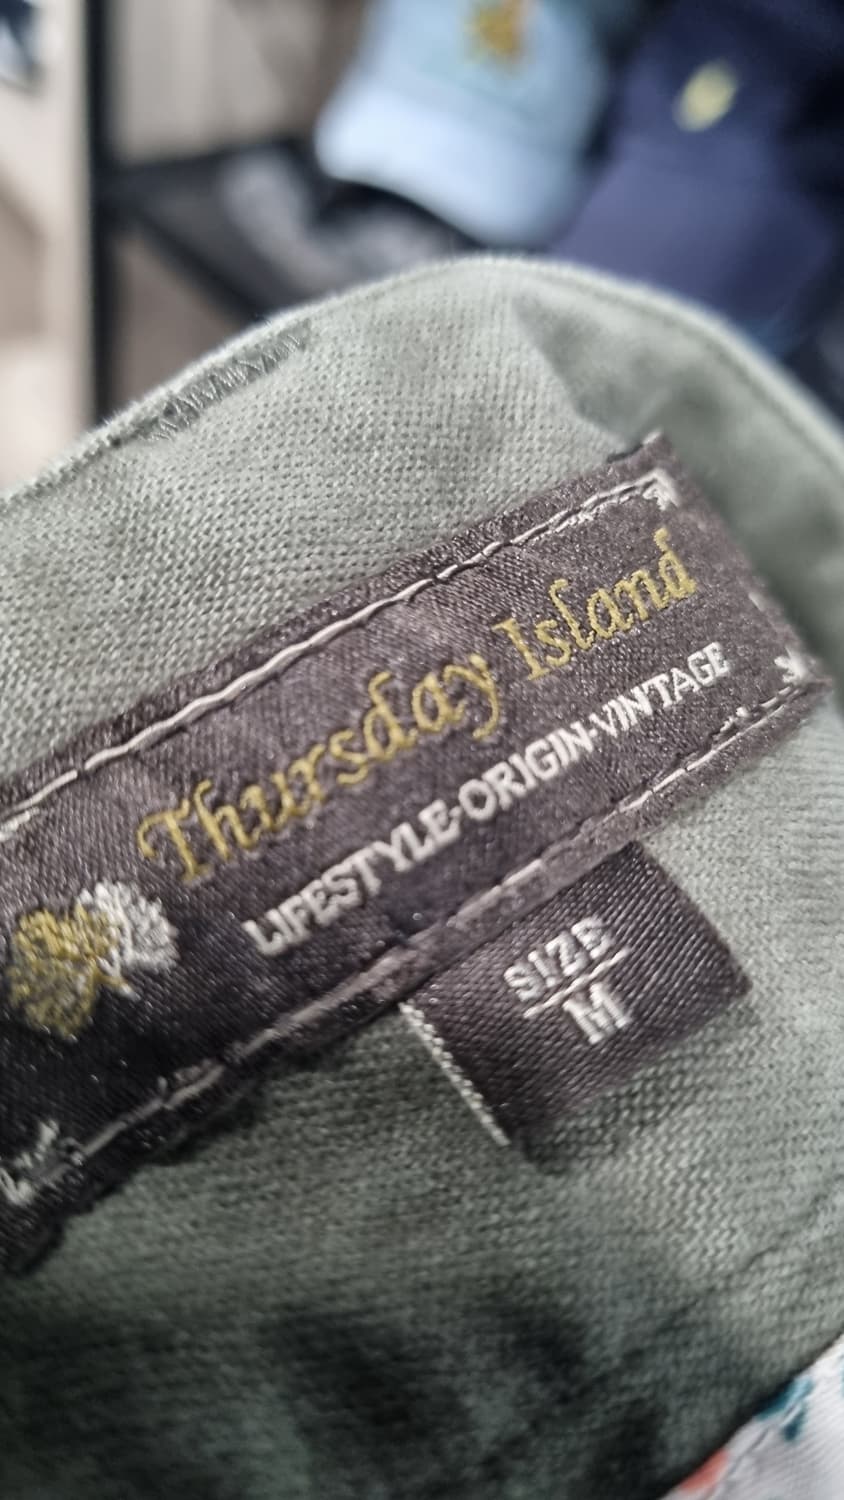 Thursday Island
LIFESTYLE·ORIGIN·VINTAGE
SIZE
M